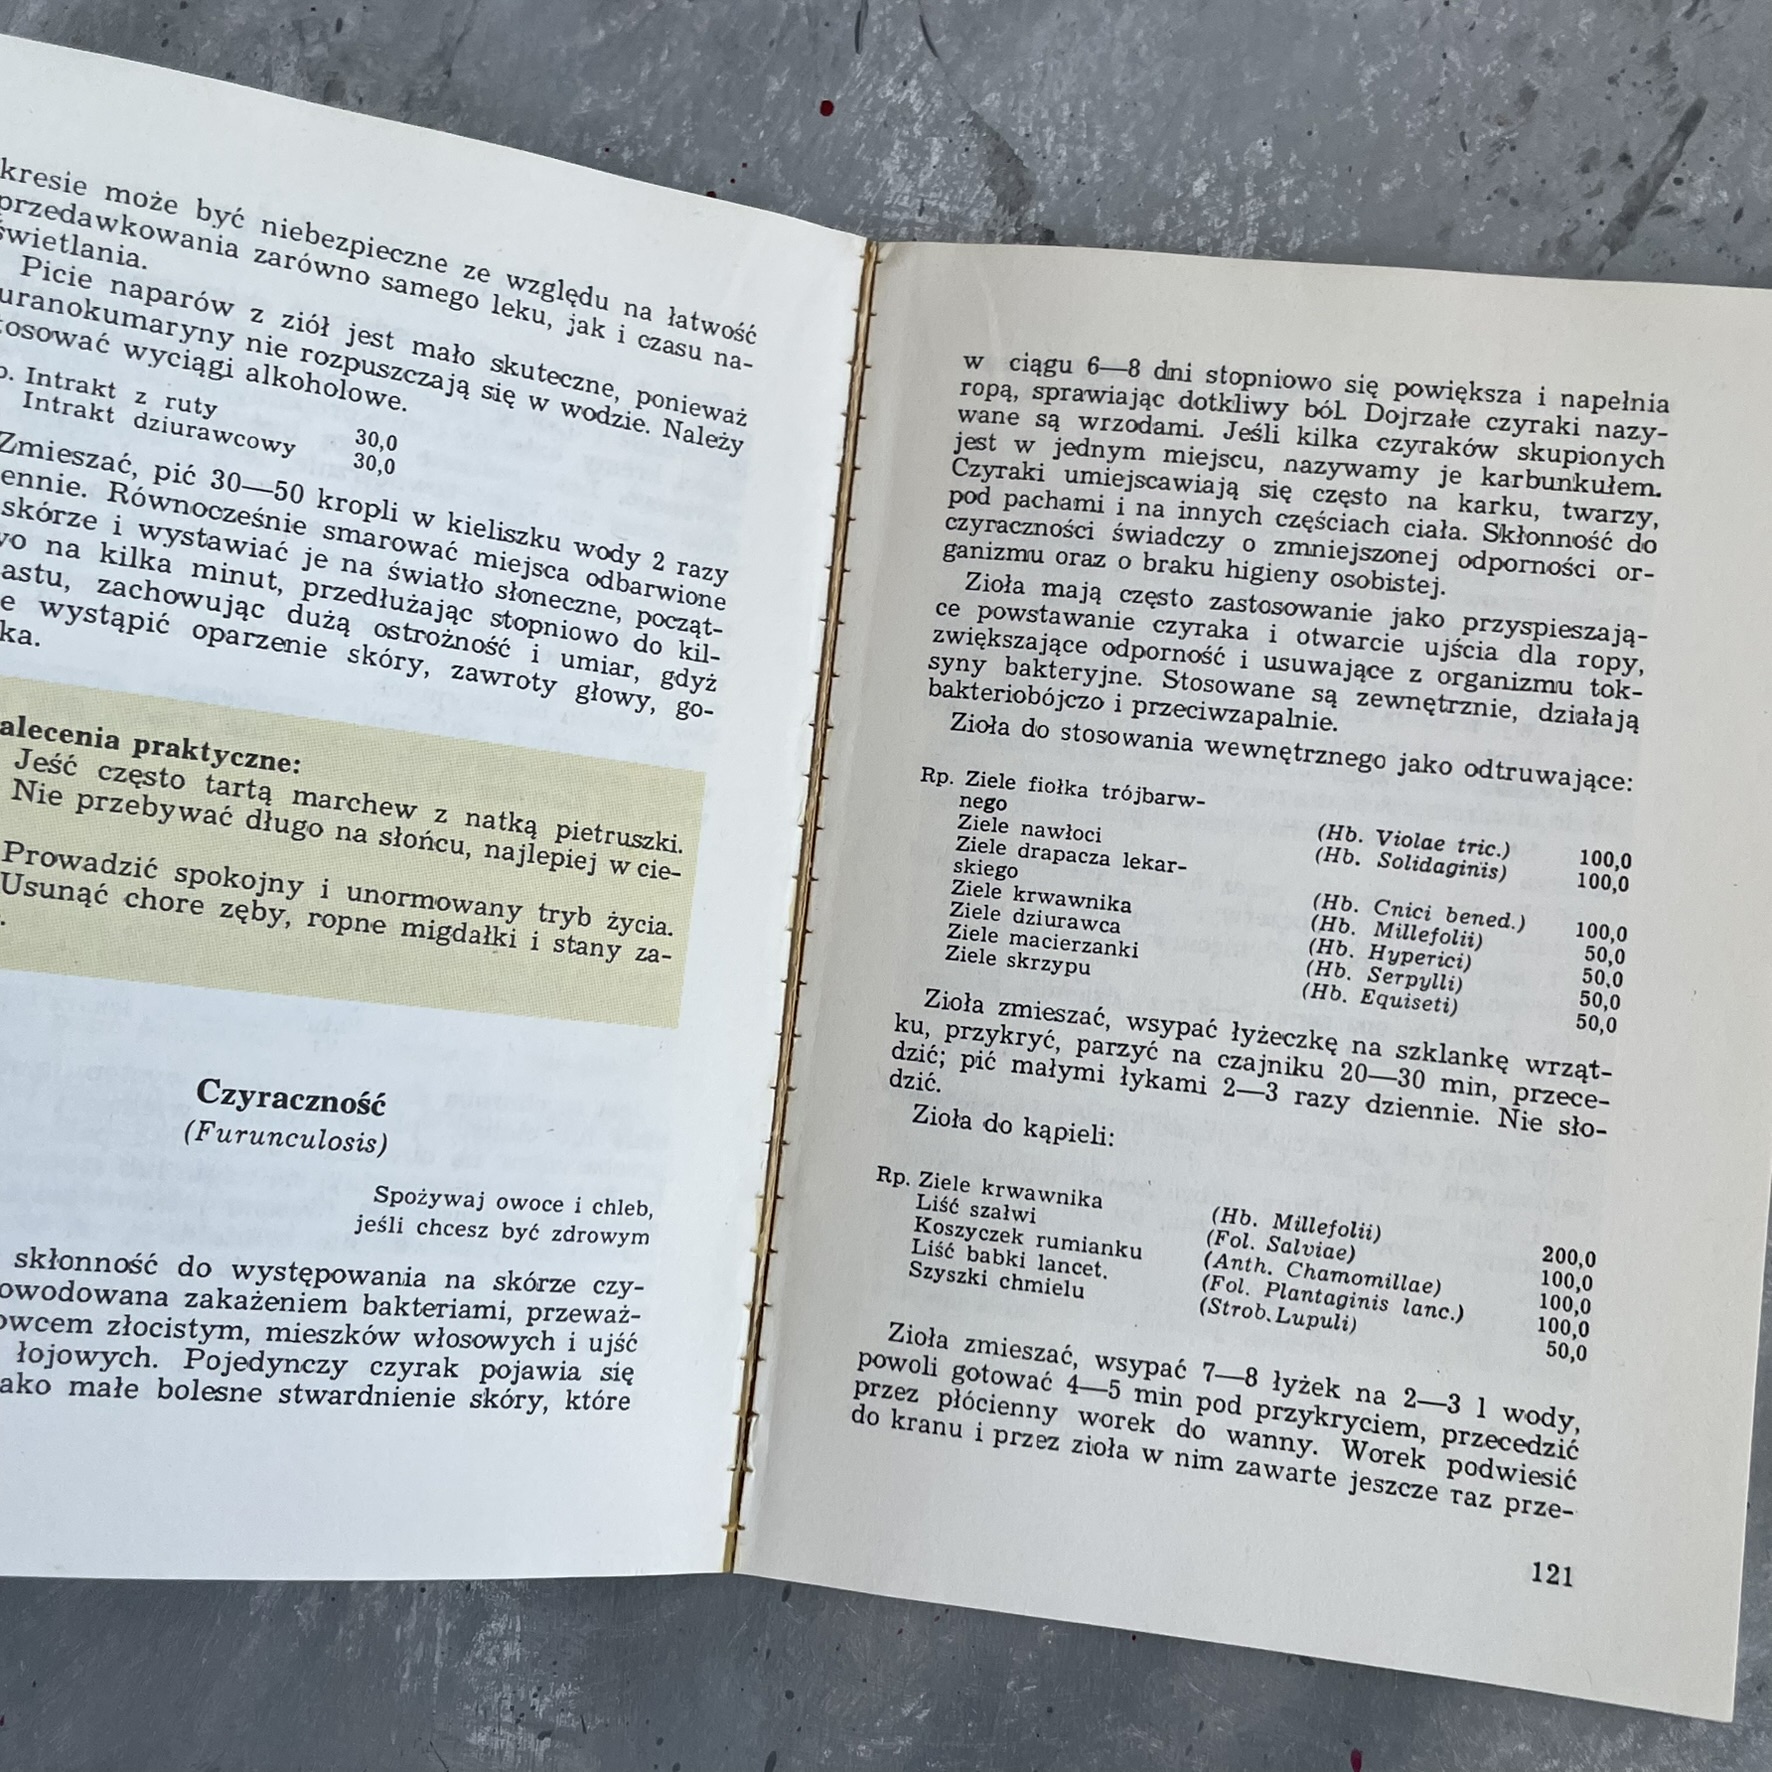 kresie może być niebezpieczne ze względu na łatwość
przedawkowania zarówno samego leku, jak i czasu na-
świetlania.
Picie naparów z ziół jest mało skuteczne, ponieważ
uranokumaryny nie rozpuszczają się w wodzie. Należy
tosować wyciągi alkoholowe.
p. Intrakt z ruty 30,0
Intrakt dziurawcowy 30,0
Zmieszać, pić 30—50 kropli w kieliszku wody 2 razy
ennie. Równocześnie smarować miejsca odbarwione
skórze i wystawiać je na światło słoneczne, począt-
vo na kilka minut, przedłużając stopniowo do kil-
astu, zachowując dużą ostrożność i umiar, gdyż
e wystąpić oparzenie skóry, zawroty głowy, go-
ka.
alecenia praktyczne:
Jeść często tartą marchew z natką pietruszki.
Nie przebywać długo na słońcu, najlepiej w cie-
Prowadzić spokojny i unormowany tryb życia.
Usunąć chore zęby, ropne migdałki i stany za-
.
Czyraczność
(Furunculosis)
Spożywaj owoce i chleb,
jeśli chcesz być zdrowym
skłonność do występowania na skórze czy-
owodowana zakażeniem bakteriami, przeważ-
owcem złocistym, mieszków włosowych i ujść
łojowych. Pojedynczy czyrak pojawia się
ako małe bolesne stwardnienie skóry, które
w ciągu 6—8 dni stopniowo się powiększa i napełnia
ropą, sprawiając dotkliwy ból. Dojrzałe czyraki nazy-
wane są wrzodami. Jeśli kilka czyraków skupionych
jest w jednym miejscu, nazywamy je karbunkułem.
Czyraki umiejscawiają się często na karku, twarzy,
pod pachami i na innych częściach ciała. Skłonność do
czyraczności świadczy o zmniejszonej odporności or-
ganizmu oraz o braku higieny osobistej.
Zioła mają często zastosowanie jako przyspieszają-
ce powstawanie czyraka i otwarcie ujścia dla ropy,
zwiększające odporność i usuwające z organizmu tok-
syny bakteryjne. Stosowane są zewnętrznie, działają
bakteriobójczo i przeciwzapalnie.
Zioła do stosowania wewnętrznego jako odtruwające:
Rp. Ziele fiołka trójbarw-
nego (Hb. Violae tric.) 100,0
Ziele nawłoci (Hb. Solidaginis) 100,0
Ziele drapacza lekar-
skiego (Hb. Cnici bened.) 100,0
Ziele krwawnika (Hb. Millefolii) 50,0
Ziele dziurawca (Hb. Hyperici) 50,0
Ziele macierzanki (Hb. Serpylli) 50,0
Ziele skrzypu (Hb. Equiseti) 50,0
Zioła zmieszać, wsypać łyżeczkę na szklankę wrząt-
ku, przykryć, parzyć na czajniku 20—30 min, przece-
dzić; pić małymi łykami 2—3 razy dziennie. Nie sło-
dzić.
Zioła do kąpieli:
Rp. Ziele krwawnika (Hb. Millefolii) 200,0
Liść szałwi (Fol. Salviae) 100,0
Koszyczek rumianku (Anth. Chamomillae) 100,0
Liść babki lancet. (Fol. Plantaginis lanc.) 100,0
Szyszki chmielu (Strob. Lupuli) 50,0
Zioła zmieszać, wsypać 7—8 łyżek na 2—3 l wody,
powoli gotować 4—5 min pod przykryciem, przecedzić
przez płócienny worek do wanny. Worek podwiesić
do kranu i przez zioła w nim zawarte jeszcze raz prze-
121